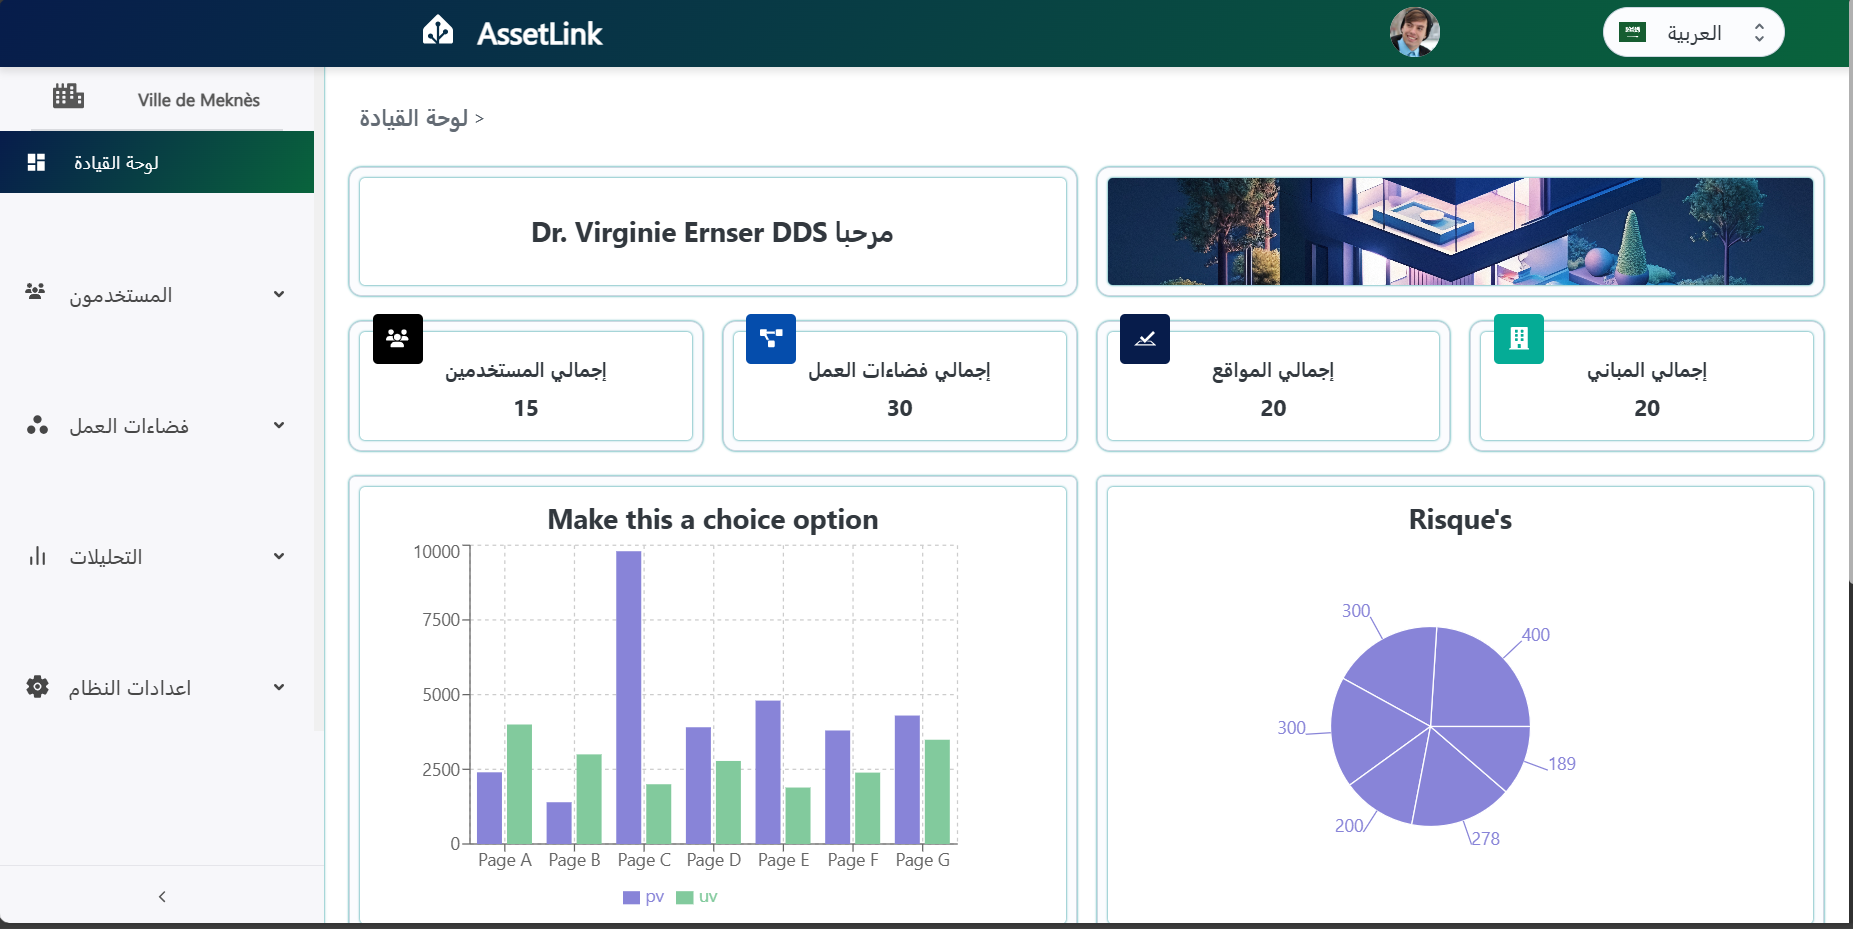 AssetLink
العربية
Ville de Meknès
لوحة القيادة
المستخدمون
فضاءات العمل
التحليلات
اعدادات النظام
لوحة القيادة >
مرحبا Dr. Virginie Ernser DDS
إجمالي المستخدمين
15
إجمالي فضاءات العمل
30
إجمالي المواقع
20
إجمالي المباني
20
Make this a choice option
10000
7500
5000
2500
0
Page A Page B Page C Page D Page E Page F Page G
pv uv
Risque's
300
400
300
189
200
278